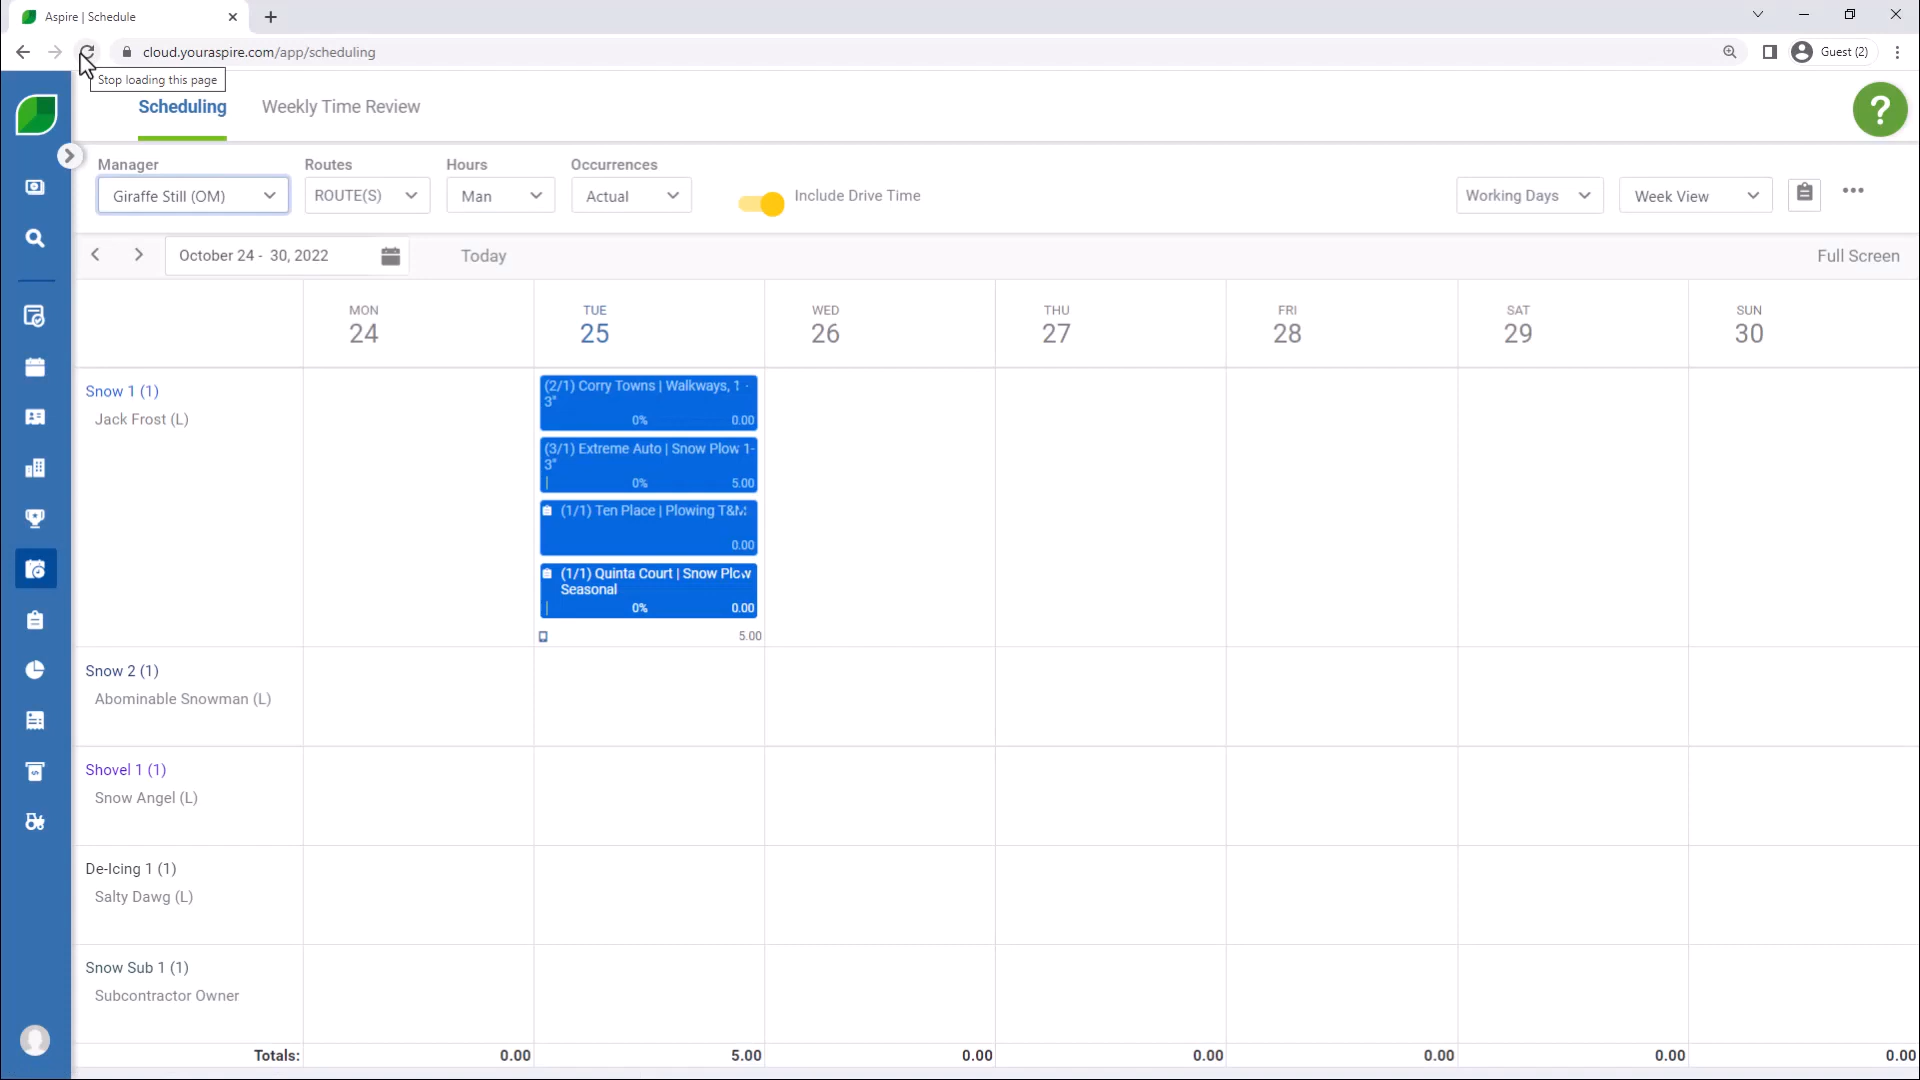 Aspire | Schedule
cloud.youraspire.com/app/scheduling
Guest (2)
Stop loading this page
Scheduling
Weekly Time Review
?
Manager
Routes
Hours
Occurrences
Giraffe Still (OM)
ROUTE(S)
Man
Actual
Include Drive Time
Working Days
Week View
October 24 - 30, 2022
Today
Full Screen
MON
24
TUE
25
WED
26
THU
27
FRI
28
SAT
29
SUN
30
Snow 1 (1)
Jack Frost (L)
(2/1) Corry Towns | Walkways, 1 -
3"
0%
0.00
(3/1) Extreme Auto | Snow Plow 1-
3"
0%
5.00
(1/1) Ten Place | Plowing T&M
0.00
(1/1) Quinta Court | Snow Plow
Seasonal
0%
0.00
5.00
Snow 2 (1)
Abominable Snowman (L)
Shovel 1 (1)
Snow Angel (L)
De-Icing 1 (1)
Salty Dawg (L)
Snow Sub 1 (1)
Subcontractor Owner
Totals:
0.00
5.00
0.00
0.00
0.00
0.00
0.00